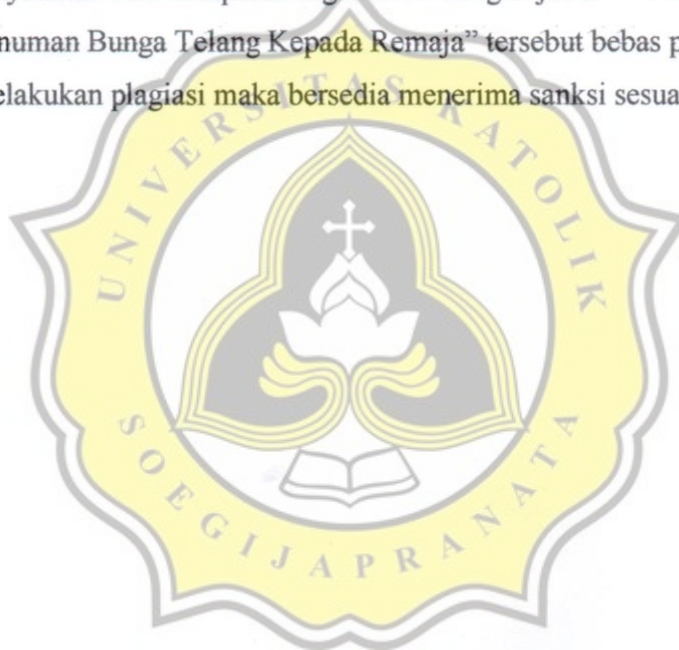 numan Bunga Telang Kepada Remaja” tersebut bebas p
elakukan plagiasi maka bersedia menerima sanksi sesua
UNIVERSITAS KATOLIK
SOEGIJAPRANATA